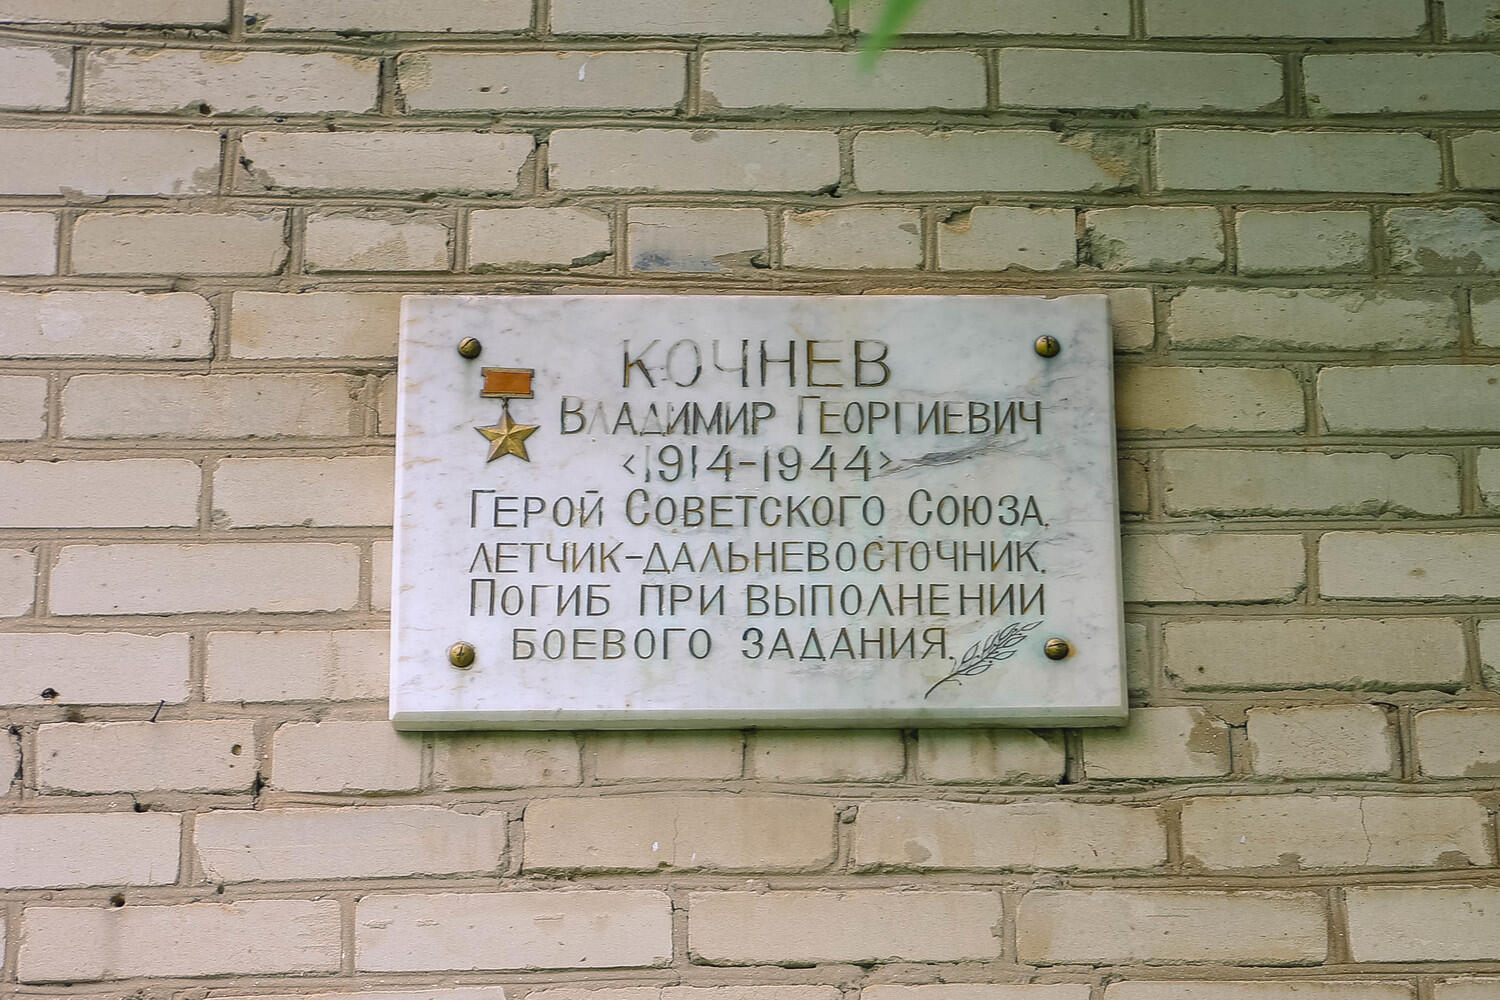 КОЧНЕВ
ВЛАДИМИР ГЕОРГИЕВИЧ
<1914-1944>
ГЕРОЙ СОВЕТСКОГО СОЮЗА.
ЛЕТЧИК-ДАЛЬНЕВОСТОЧНИК.
ПОГИБ ПРИ ВЫПОЛНЕНИИ
БОЕВОГО ЗАДАНИЯ.